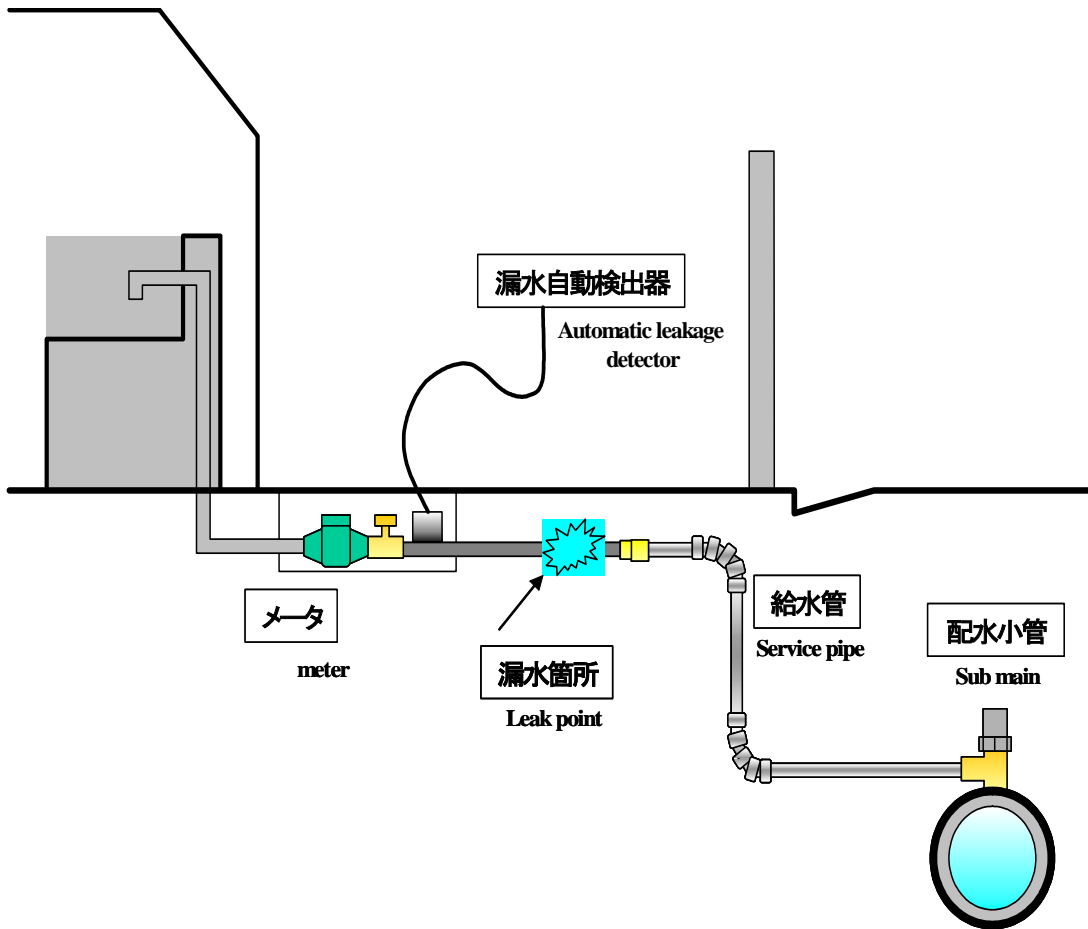 漏水自動検出器
Automatic leakage
detector
メータ
meter
漏水箇所
Leak point
給水管
Service pipe
配水小管
Sub main